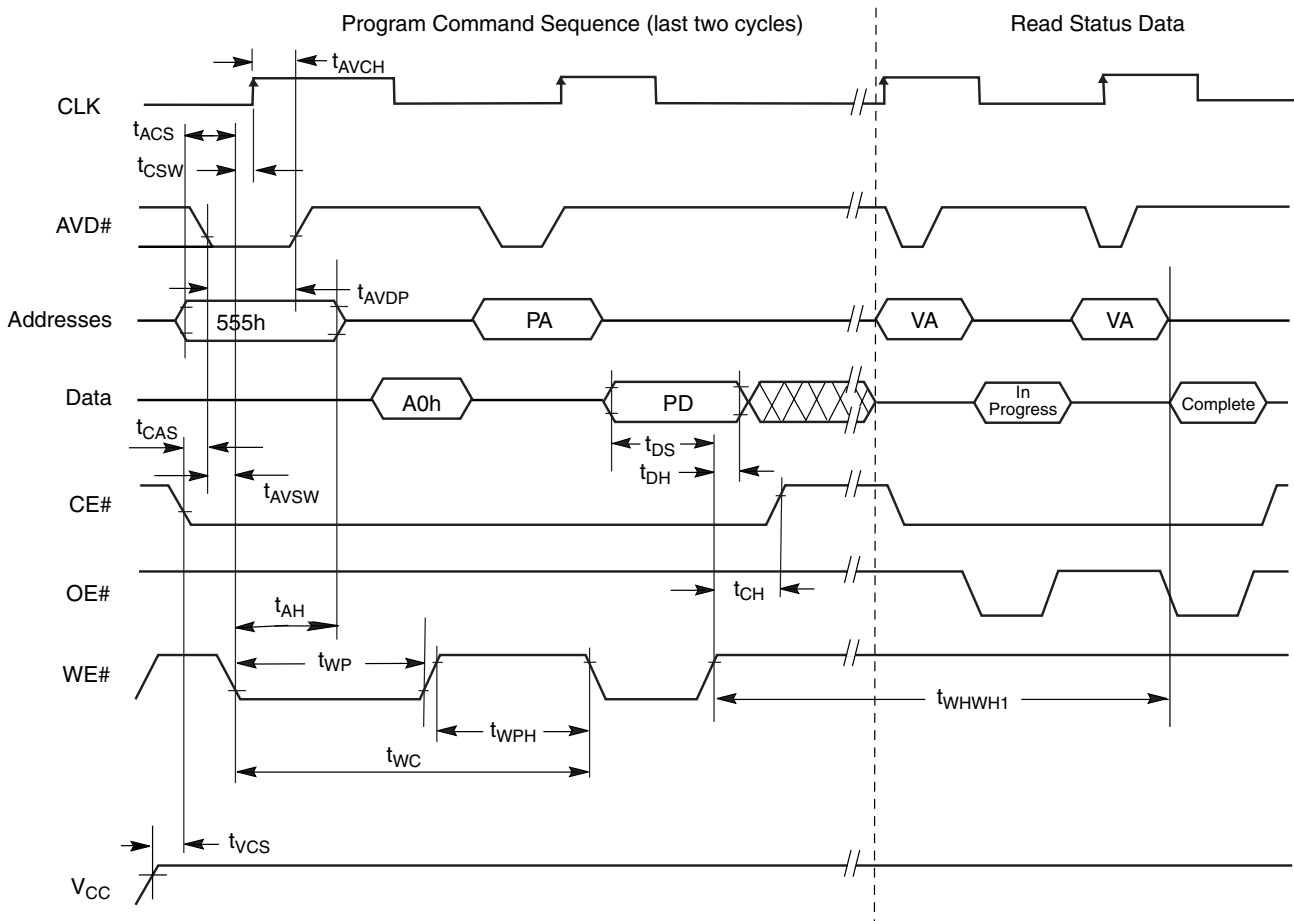 Program Command Sequence (last two cycles)
Read Status Data
tAVCH
CLK
tACS
tCSW
AVD#
tAVDP
Addresses
555h
PA
VA
VA
Data
A0h
PD
In
Progress
Complete
tCAS
tDS
tDH
tAVSW
CE#
OE#
tCH
tAH
tWP
WE#
tWHWH1
tWPH
tWC
tVCS
VCC